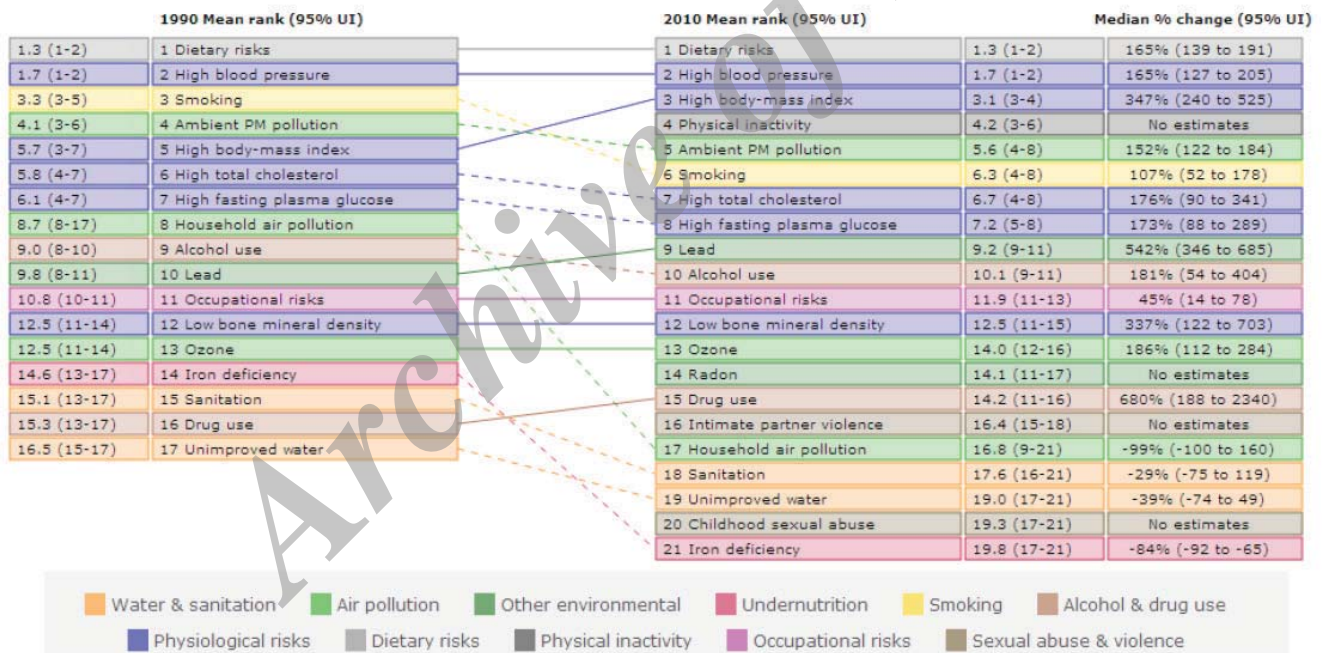 1990 Mean rank (95% UI) 2010 Mean rank (95% UI) Median % change (95% UI)
1.3 (1-2) 1 Dietary risks 1 Dietary risks 1.3 (1-2) 165% (139 to 191)
1.7 (1-2) 2 High blood pressure 2 High blood pressure 1.7 (1-2) 165% (127 to 205)
3.3 (3-5) 3 Smoking 3 High body-mass index 3.1 (3-4) 347% (240 to 525)
4.1 (3-6) 4 Ambient PM pollution 4 Physical inactivity 4.2 (3-6) No estimates
5.7 (3-7) 5 High body-mass index 5 Ambient PM pollution 5.6 (4-8) 152% (122 to 184)
5.8 (4-7) 6 High total cholesterol 6 Smoking 6.3 (4-8) 107% (52 to 178)
6.1 (4-7) 7 High fasting plasma glucose 7 High total cholesterol 6.7 (4-8) 176% (90 to 341)
8.7 (8-17) 8 Household air pollution 8 High fasting plasma glucose 7.2 (5-8) 173% (88 to 289)
9.0 (8-10) 9 Alcohol use 9 Lead 9.2 (9-11) 542% (346 to 685)
9.8 (8-11) 10 Lead 10 Alcohol use 10.1 (9-11) 181% (54 to 404)
10.8 (10-11) 11 Occupational risks 11 Occupational risks 11.9 (11-13) 45% (14 to 78)
12.5 (11-14) 12 Low bone mineral density 12 Low bone mineral density 12.5 (11-15) 337% (122 to 703)
12.5 (11-14) 13 Ozone 13 Ozone 14.0 (12-16) 186% (112 to 284)
14.6 (13-17) 14 Iron deficiency 14 Radon 14.1 (11-17) No estimates
15.1 (13-17) 15 Sanitation 15 Drug use 14.2 (11-16) 680% (188 to 2340)
15.3 (13-17) 16 Drug use 16 Intimate partner violence 16.4 (15-18) No estimates
16.5 (15-17) 17 Unimproved water 17 Household air pollution 16.8 (9-21) -99% (-100 to 160)
18 Sanitation 17.6 (16-21) -29% (-75 to 119)
19 Unimproved water 19.0 (17-21) -39% (-74 to 49)
20 Childhood sexual abuse 19.3 (17-21) No estimates
21 Iron deficiency 19.8 (17-21) -84% (-92 to -65)
Water & sanitation Air pollution Other environmental Undernutrition Smoking Alcohol & drug use
Physiological risks Dietary risks Physical inactivity Occupational risks Sexual abuse & violence
Archive of